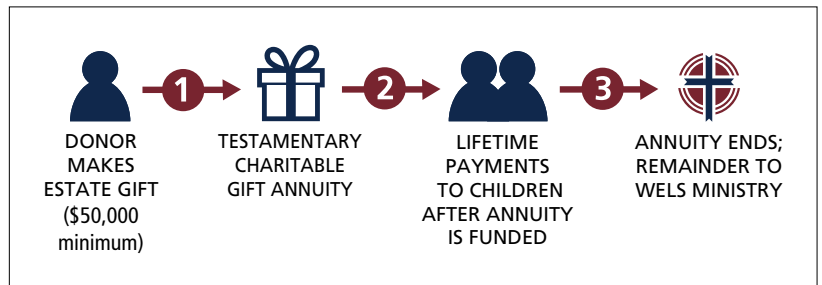 1
2
3
DONOR
MAKES
ESTATE GIFT
($50,000
minimum)
TESTAMENTARY
CHARITABLE
GIFT ANNUITY
LIFETIME
PAYMENTS
TO CHILDREN
AFTER ANNUITY
IS FUNDED
ANNUITY ENDS;
REMAINDER TO
WELS MINISTRY